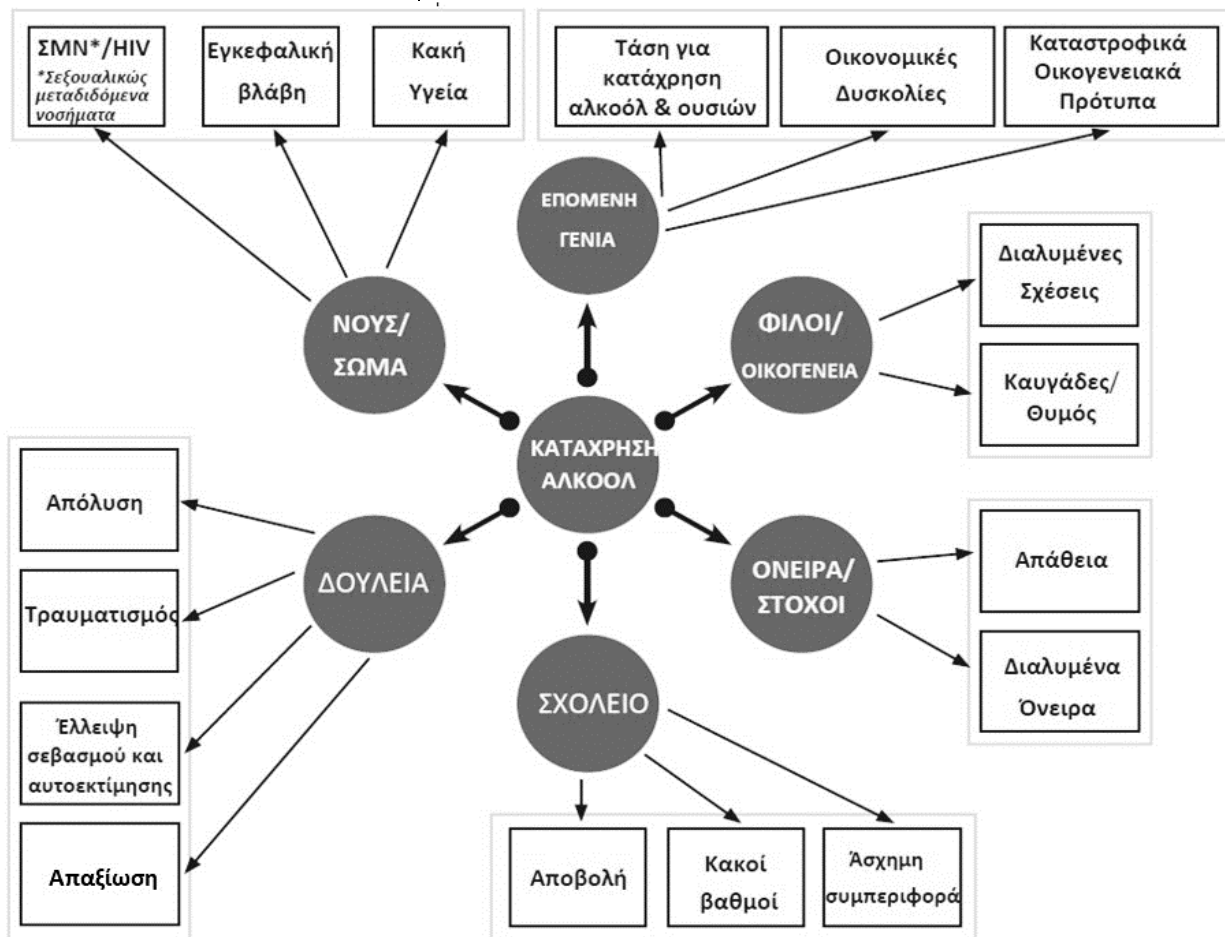 ΣΜΝ*/HIV
*Σεξουαλικώς
μεταδιδόμενα
νοσήματα
Εγκεφαλική
βλάβη
Κακή
Υγεία
Τάση για
κατάχρηση
αλκοόλ & ουσιών
Οικονομικές
Δυσκολίες
Καταστροφικά
Οικογενειακά
Πρότυπα
ΕΠΟΜΕΝΗ
ΓΕΝΙΑ
ΝΟΥΣ/
ΣΩΜΑ
ΦΙΛΟΙ/
ΟΙΚΟΓΕΝΕΙΑ
Διαλυμένες
Σχέσεις
Καυγάδες/
Θυμός
ΚΑΤΑΧΡΗΣΗ
ΑΛΚΟΟΛ
Απόλυση
Τραυματισμός
Έλλειψη
σεβασμού και
αυτοεκτίμησης
Απαξίωση
ΔΟΥΛΕΙΑ
ΟΝΕΙΡΑ/
ΣΤΟΧΟΙ
Απάθεια
Διαλυμένα
Όνειρα
ΣΧΟΛΕΙΟ
Αποβολή
Κακοί
βαθμοί
Άσχημη
συμπεριφορά